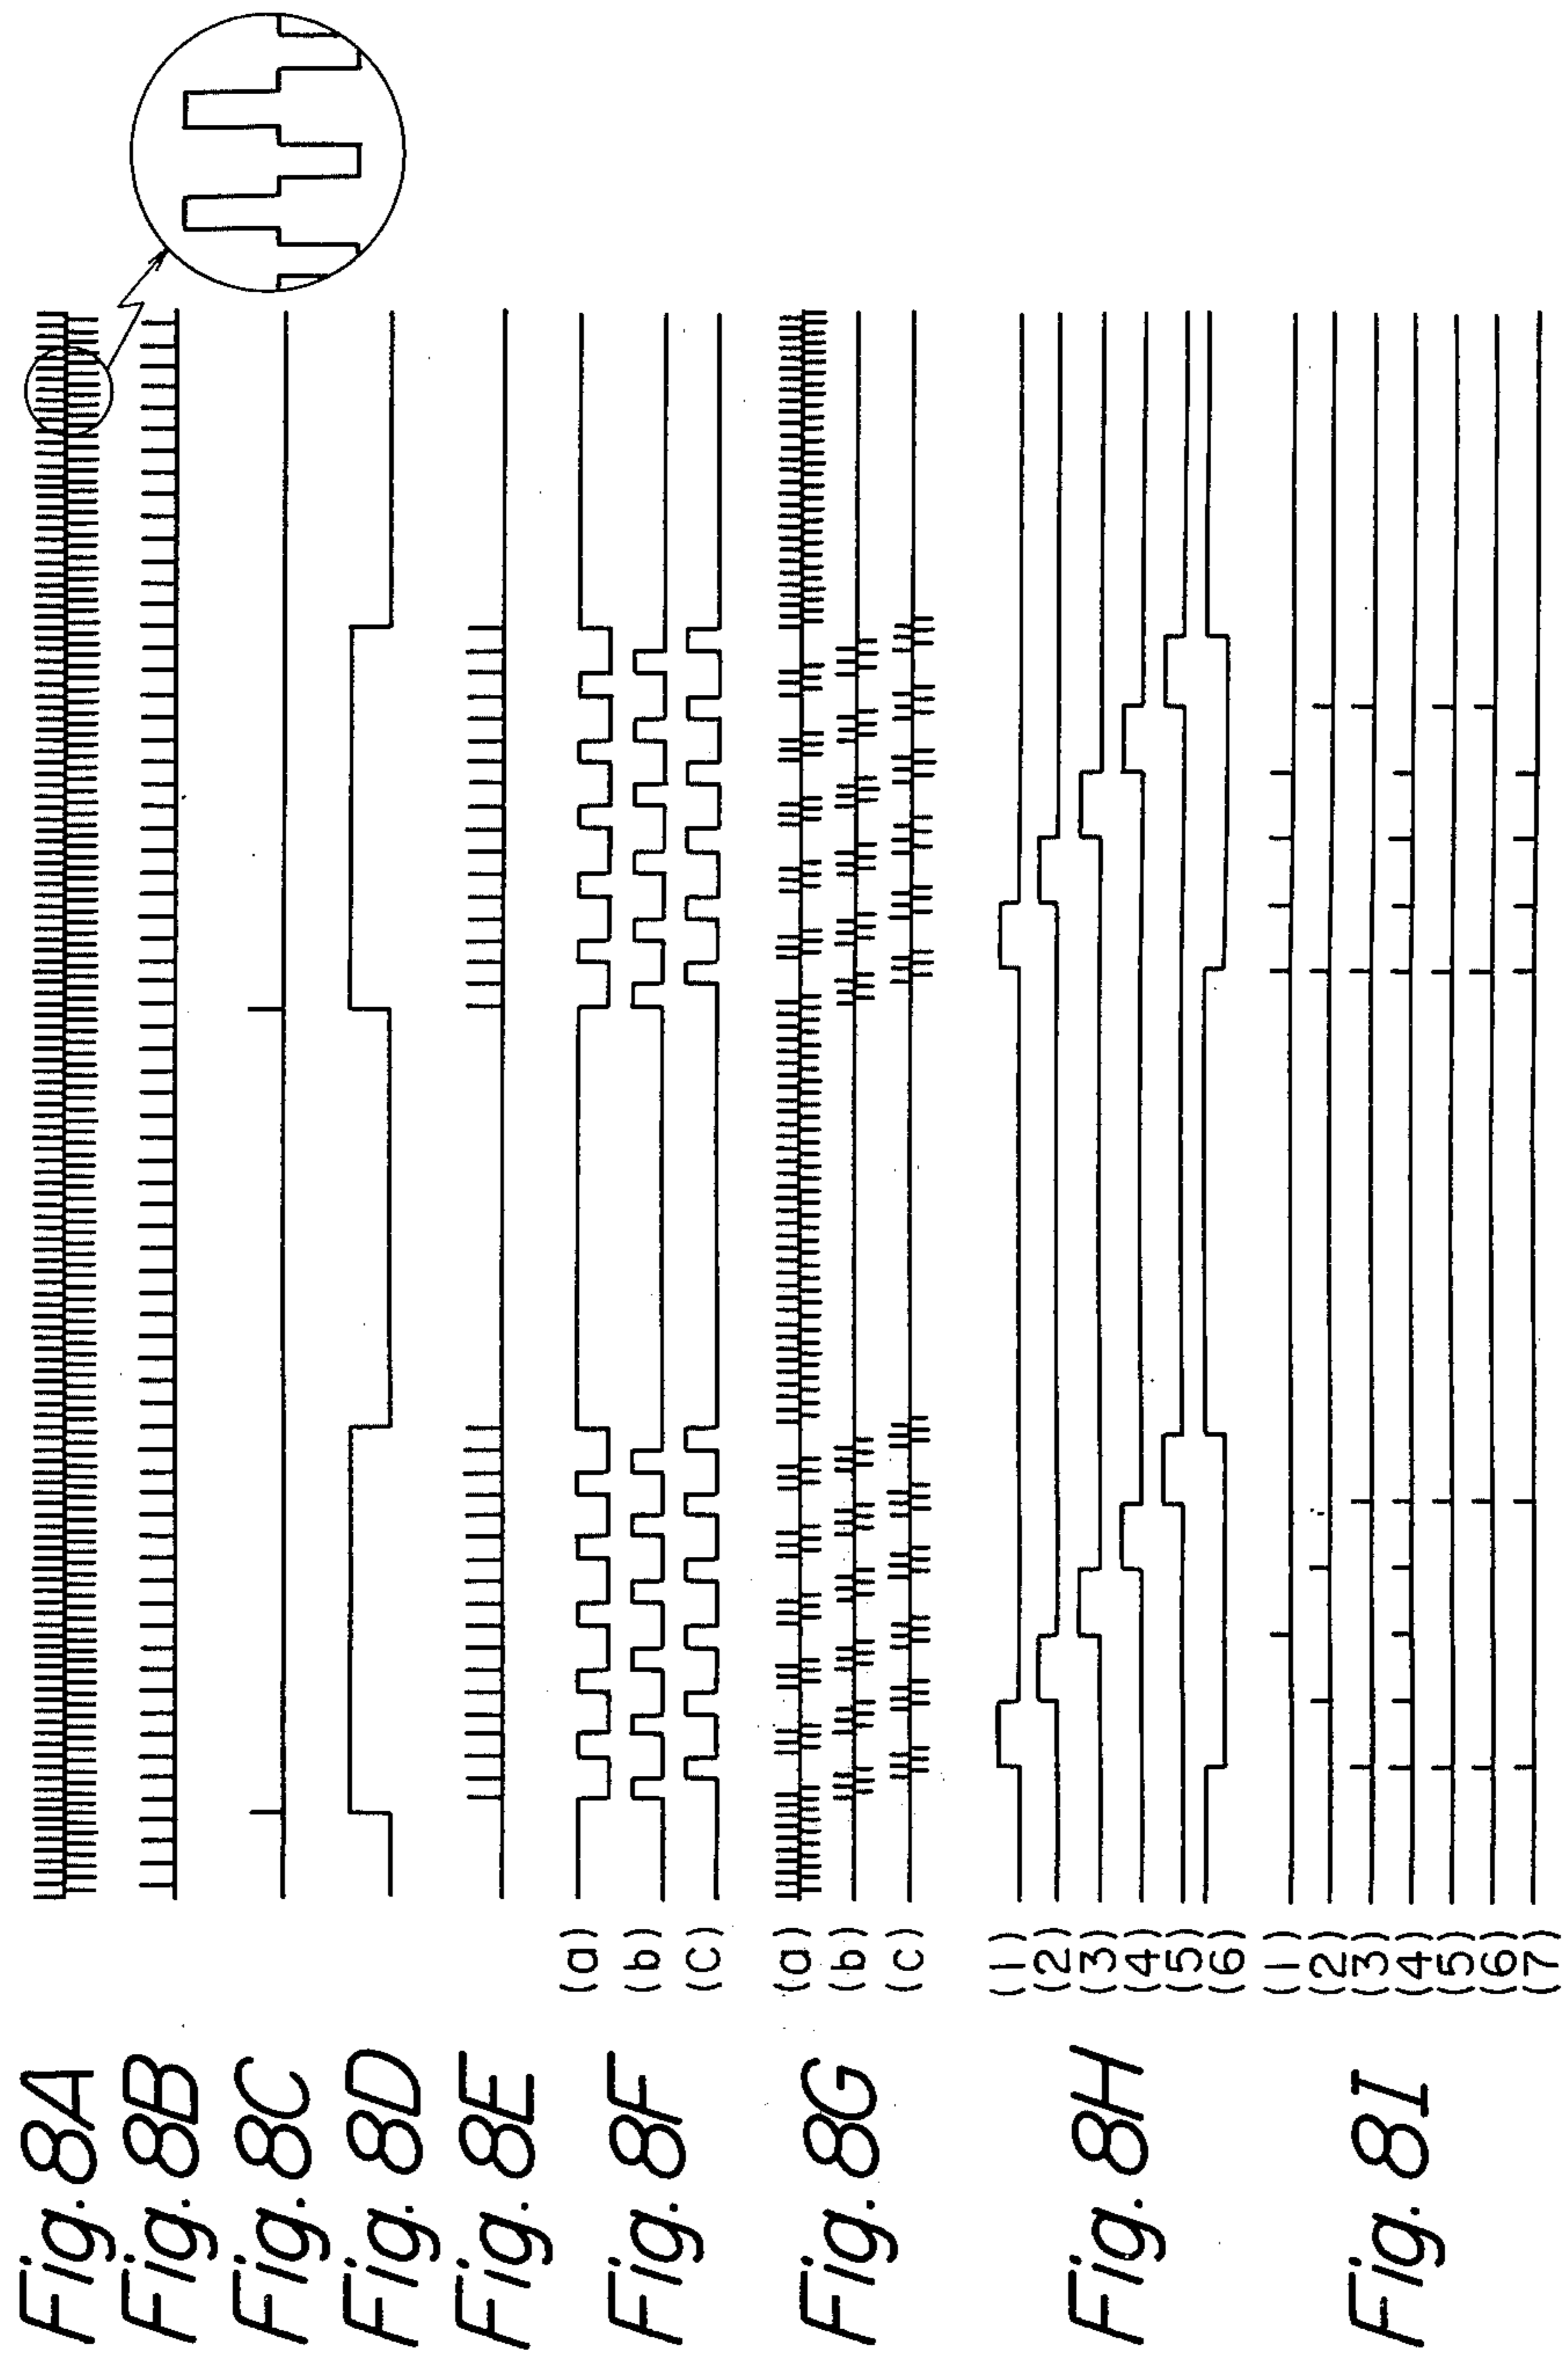 Fig. 8A
Fig. 8B
Fig. 8C
Fig. 8D
Fig. 8E
Fig. 8F
(a)
(b)
(c)
Fig. 8G
(a)
(b)
(c)
Fig. 8H
(1)
(2)
(3)
(4)
(5)
(6)
Fig. 8I
(1)
(2)
(3)
(4)
(5)
(6)
(7)